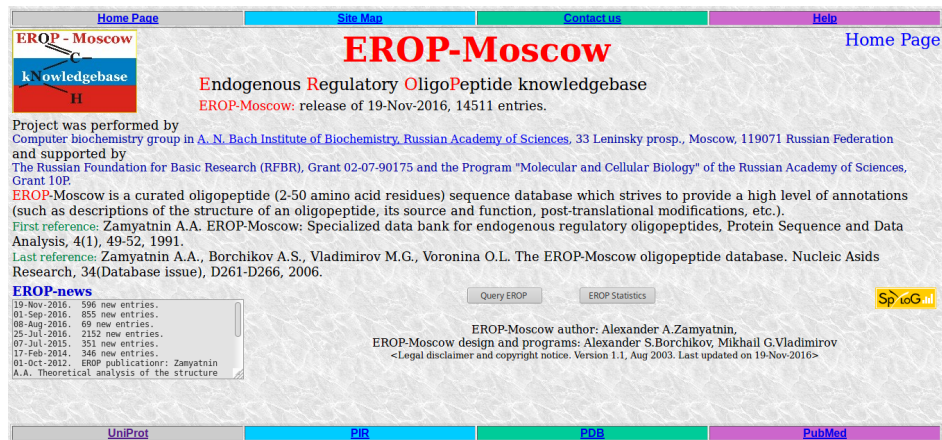 Home Page Site Map Contact us Help
EROP - Moscow
C
kNowledgebase
H
EROP-Moscow
Home Page
Endogenous Regulatory OligoPeptide knowledgebase
EROP-Moscow: release of 19-Nov-2016, 14511 entries.
Project was performed by
Computer biochemistry group in A. N. Bach Institute of Biochemistry, Russian Academy of Sciences, 33 Leninsky prosp., Moscow, 119071 Russian Federation
and supported by
The Russian Foundation for Basic Research (RFBR), Grant 02-07-90175 and the Program "Molecular and Cellular Biology" of the Russian Academy of Sciences,
Grant 10P.
EROP-Moscow is a curated oligopeptide (2-50 amino acid residues) sequence database which strives to provide a high level of annotations
(such as descriptions of the structure of an oligopeptide, its source and function, post-translational modifications, etc.).
First reference: Zamyatnin A.A. EROP-Moscow: Specialized data bank for endogenous regulatory oligopeptides, Protein Sequence and Data
Analysis, 4(1), 49-52, 1991.
Last reference: Zamyatnin A.A., Borchikov A.S., Vladimirov M.G., Voronina O.L. The EROP-Moscow oligopeptide database. Nucleic Asids
Research, 34(Database issue), D261-D266, 2006.
EROP-news
19-Nov-2016. 596 new entries.
01-Sep-2016. 855 new entries.
08-Aug-2016. 69 new entries.
25-Jul-2016. 2152 new entries.
07-Jul-2015. 351 new entries.
17-Feb-2014. 346 new entries.
01-Oct-2012. EROP publicationr: Zamyatnin
A.A. Theoretical analysis of the structure
Query EROP EROP Statistics
EROP-Moscow author: Alexander A.Zamyatnin,
EROP-Moscow design and programs: Alexander S.Borchikov, Mikhail G.Vladimirov
<Legal disclaimer and copyright notice. Version 1.1, Aug 2003. Last updated on 19-Nov-2016>
UniProt PIR PDB PubMed